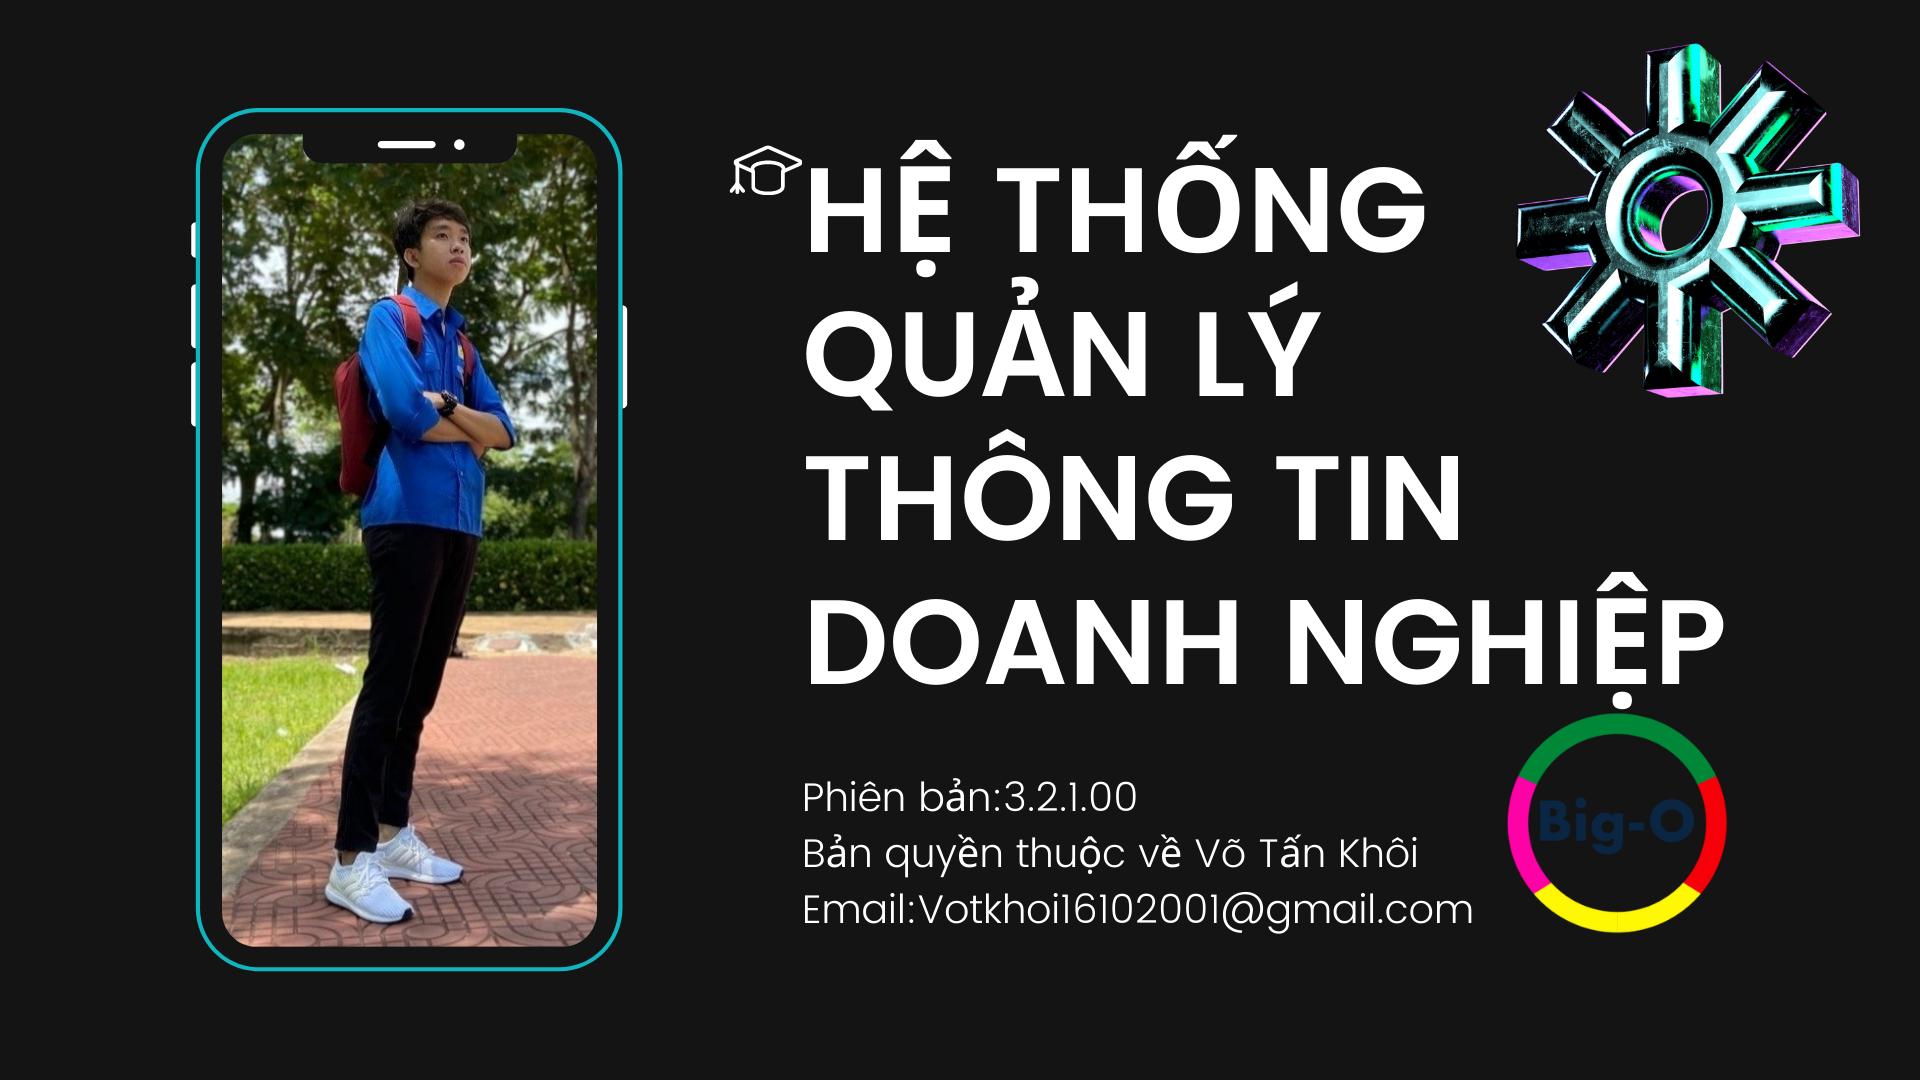 HỆ THỐNG
QUẢN LÝ
THÔNG TIN
DOANH NGHIỆP
Phiên bản:3.2.1.00
Bản quyền thuộc về Võ Tấn Khôi
Email:Votkhoi16102001@gmail.com
Big-O